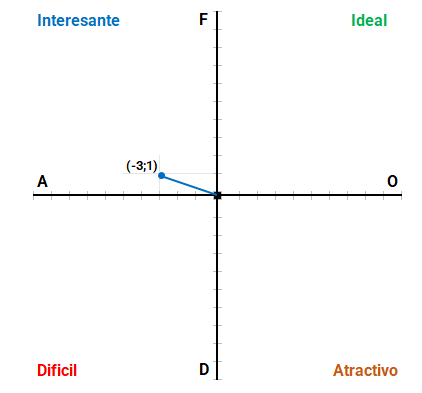 Interesante F Ideal
(-3;1)
A O
Dificil D Atractivo